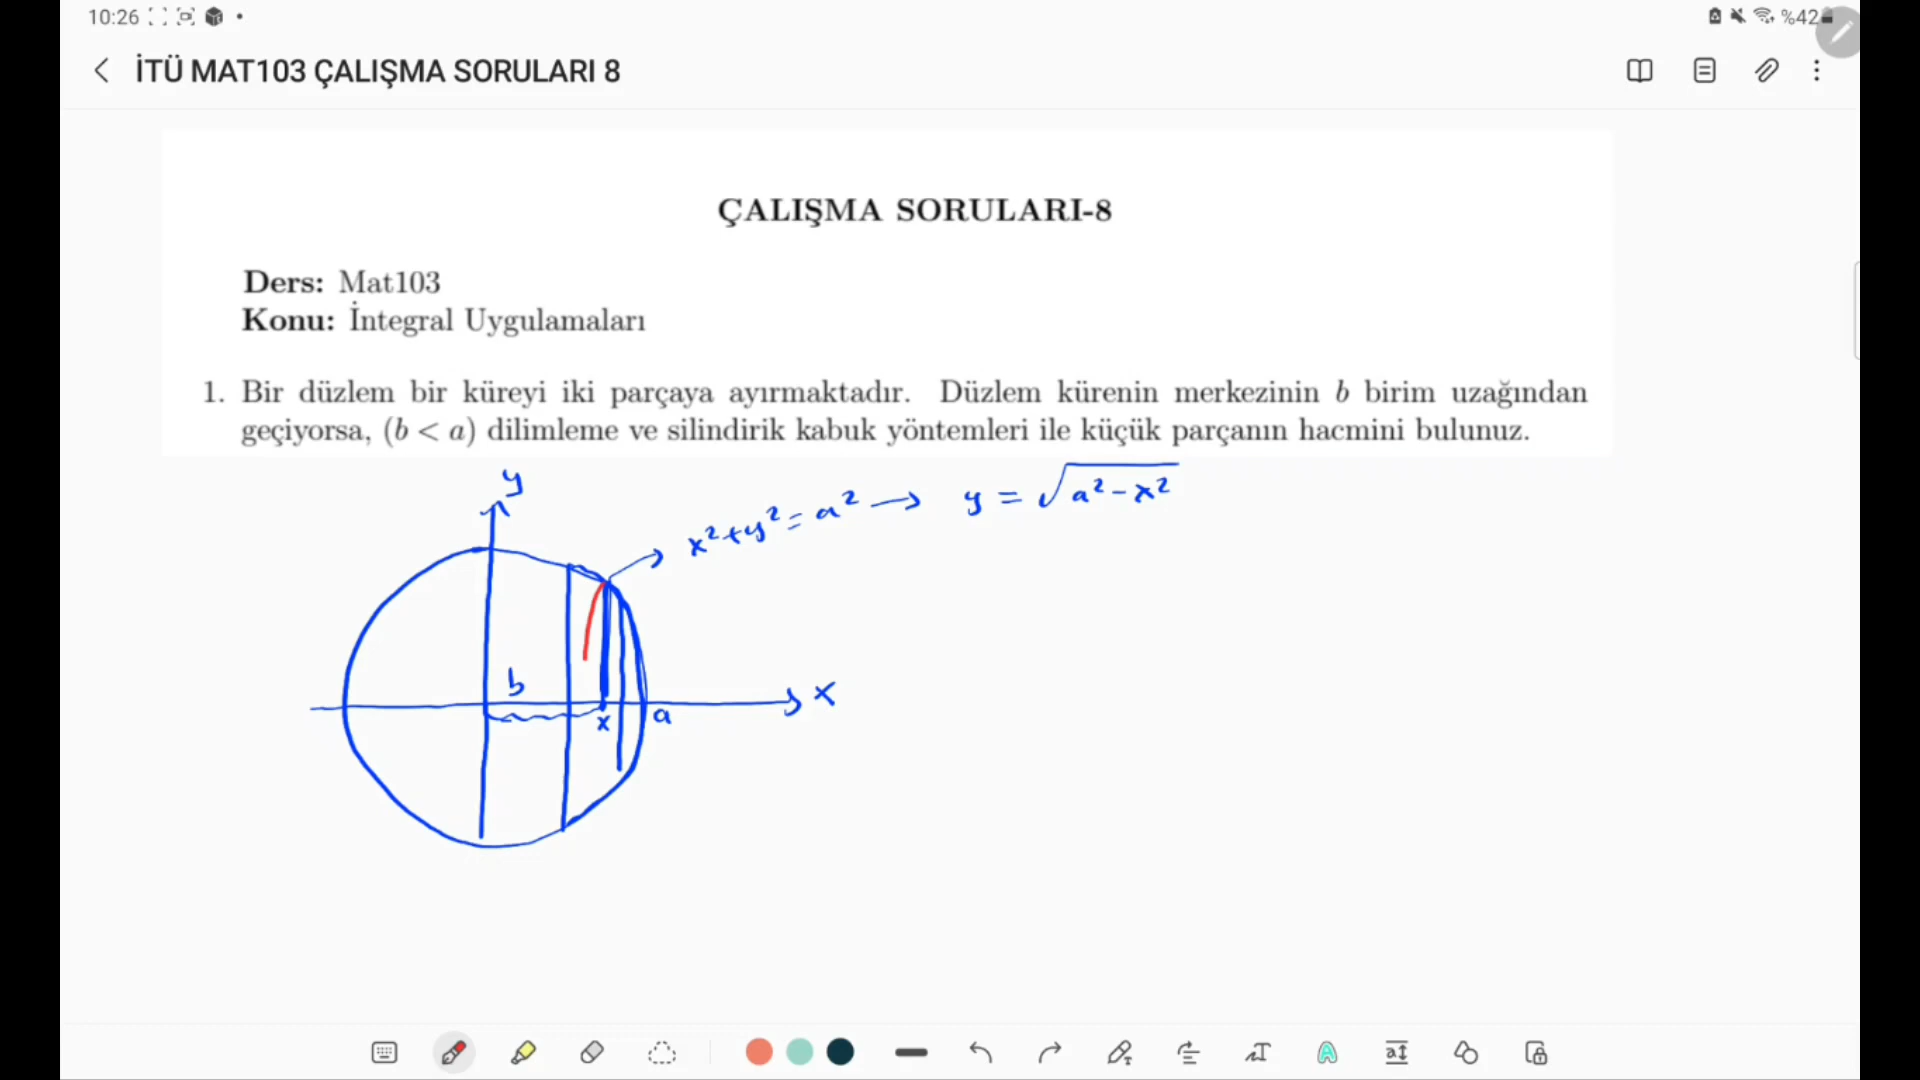 10:26
%42
İTÜ MAT103 ÇALIŞMA SORULARI 8
ÇALIŞMA SORULARI-8
Ders: Mat103
Konu: İntegral Uygulamaları
1. Bir düzlem bir küreyi iki parçaya ayırmaktadır. Düzlem kürenin merkezinin b birim uzağından
geçiyorsa, (b < a) dilimleme ve silindirik kabuk yöntemleri ile küçük parçanın hacmini bulunuz.
y
x²+y² = a² → y = √(a²-x²)
b
x
a
x